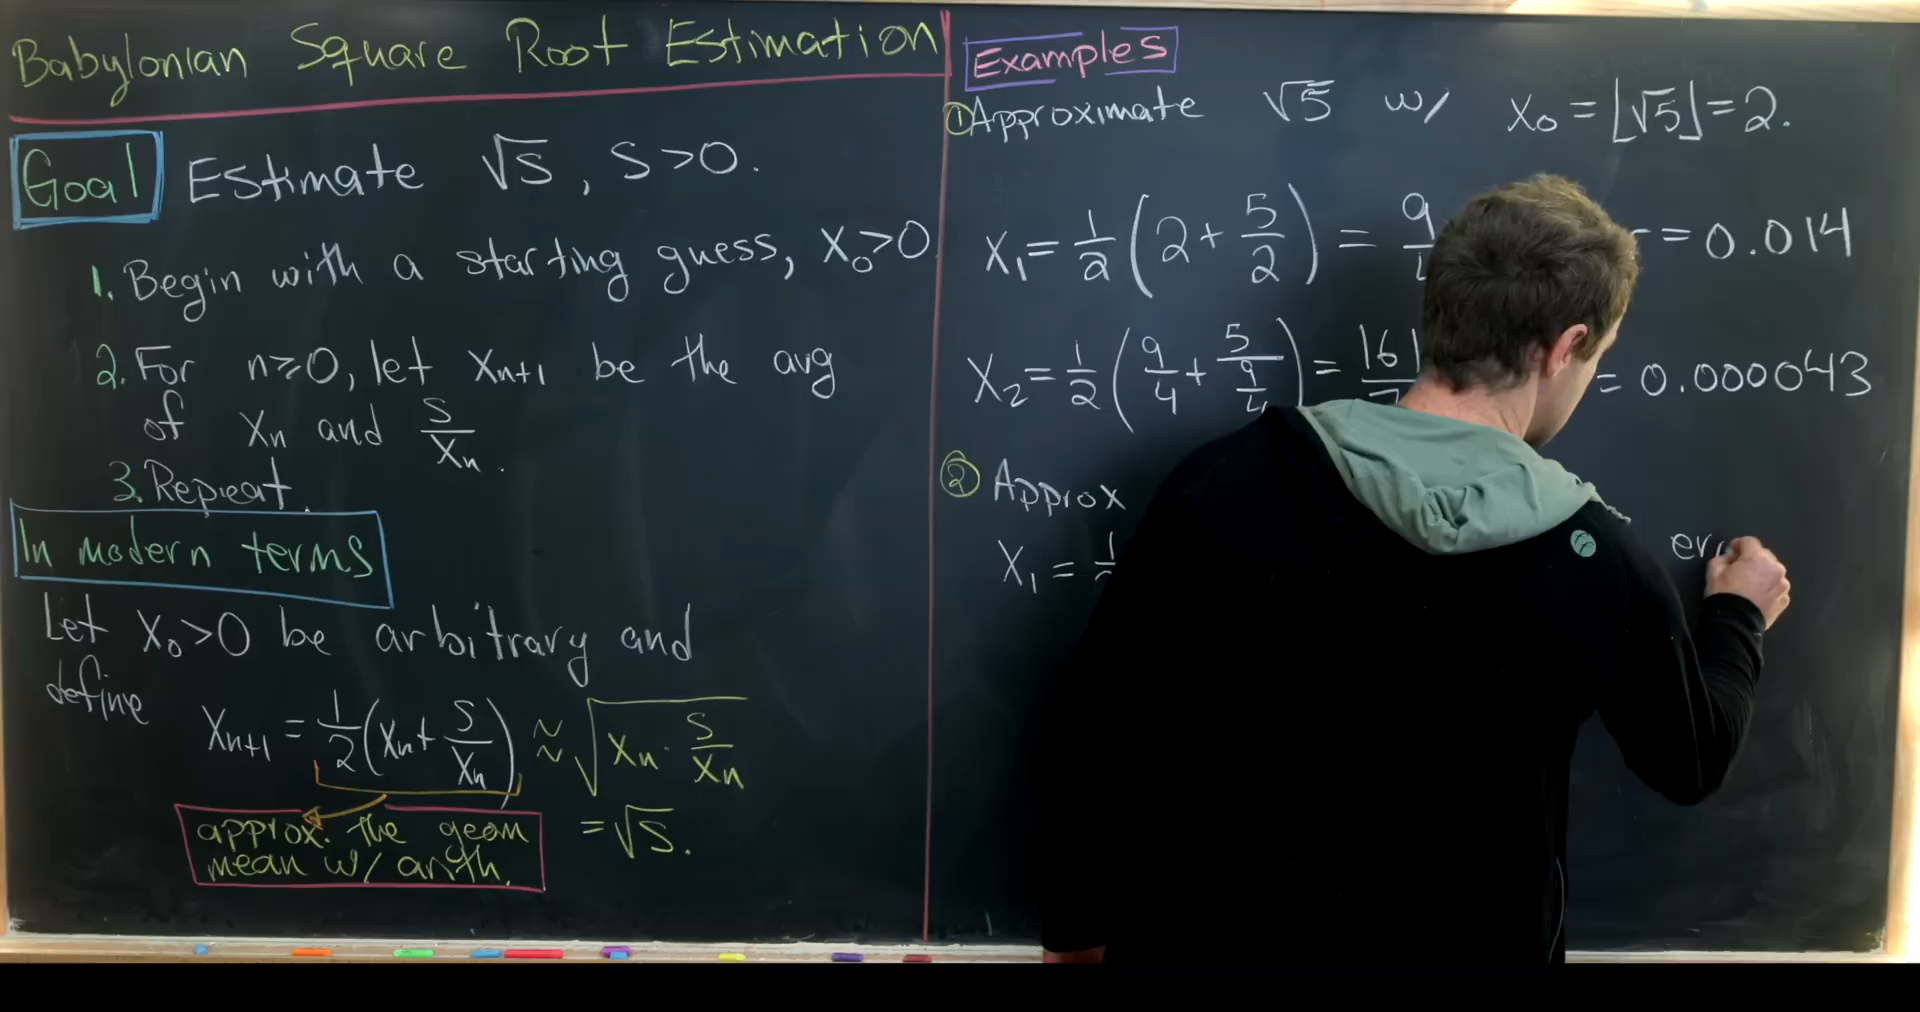 Babylonian Square Root Estimation
Goal Estimate √S, S>0.
1. Begin with a starting guess, x₀>0
2. For n≥0, let xₙ₊₁ be the avg
of xₙ and S/xₙ.
3. Repeat.
In modern terms
Let x₀>0 be arbitrary and
define
xₙ₊₁ = 1/2 (xₙ + S/xₙ) ≈ √(xₙ · S/xₙ)
= √S.
approx. the geom
mean w/ arith.
Examples
① Approximate √5 w/ x₀ = ⌊√5⌋ = 2.
x₁ = 1/2 (2 + 5/2) = 9/4 = 0.014
x₂ = 1/2 (9/4 + 5/(9/4)) = 161/7 = 0.000043
② Approx
x₁ = 1/2